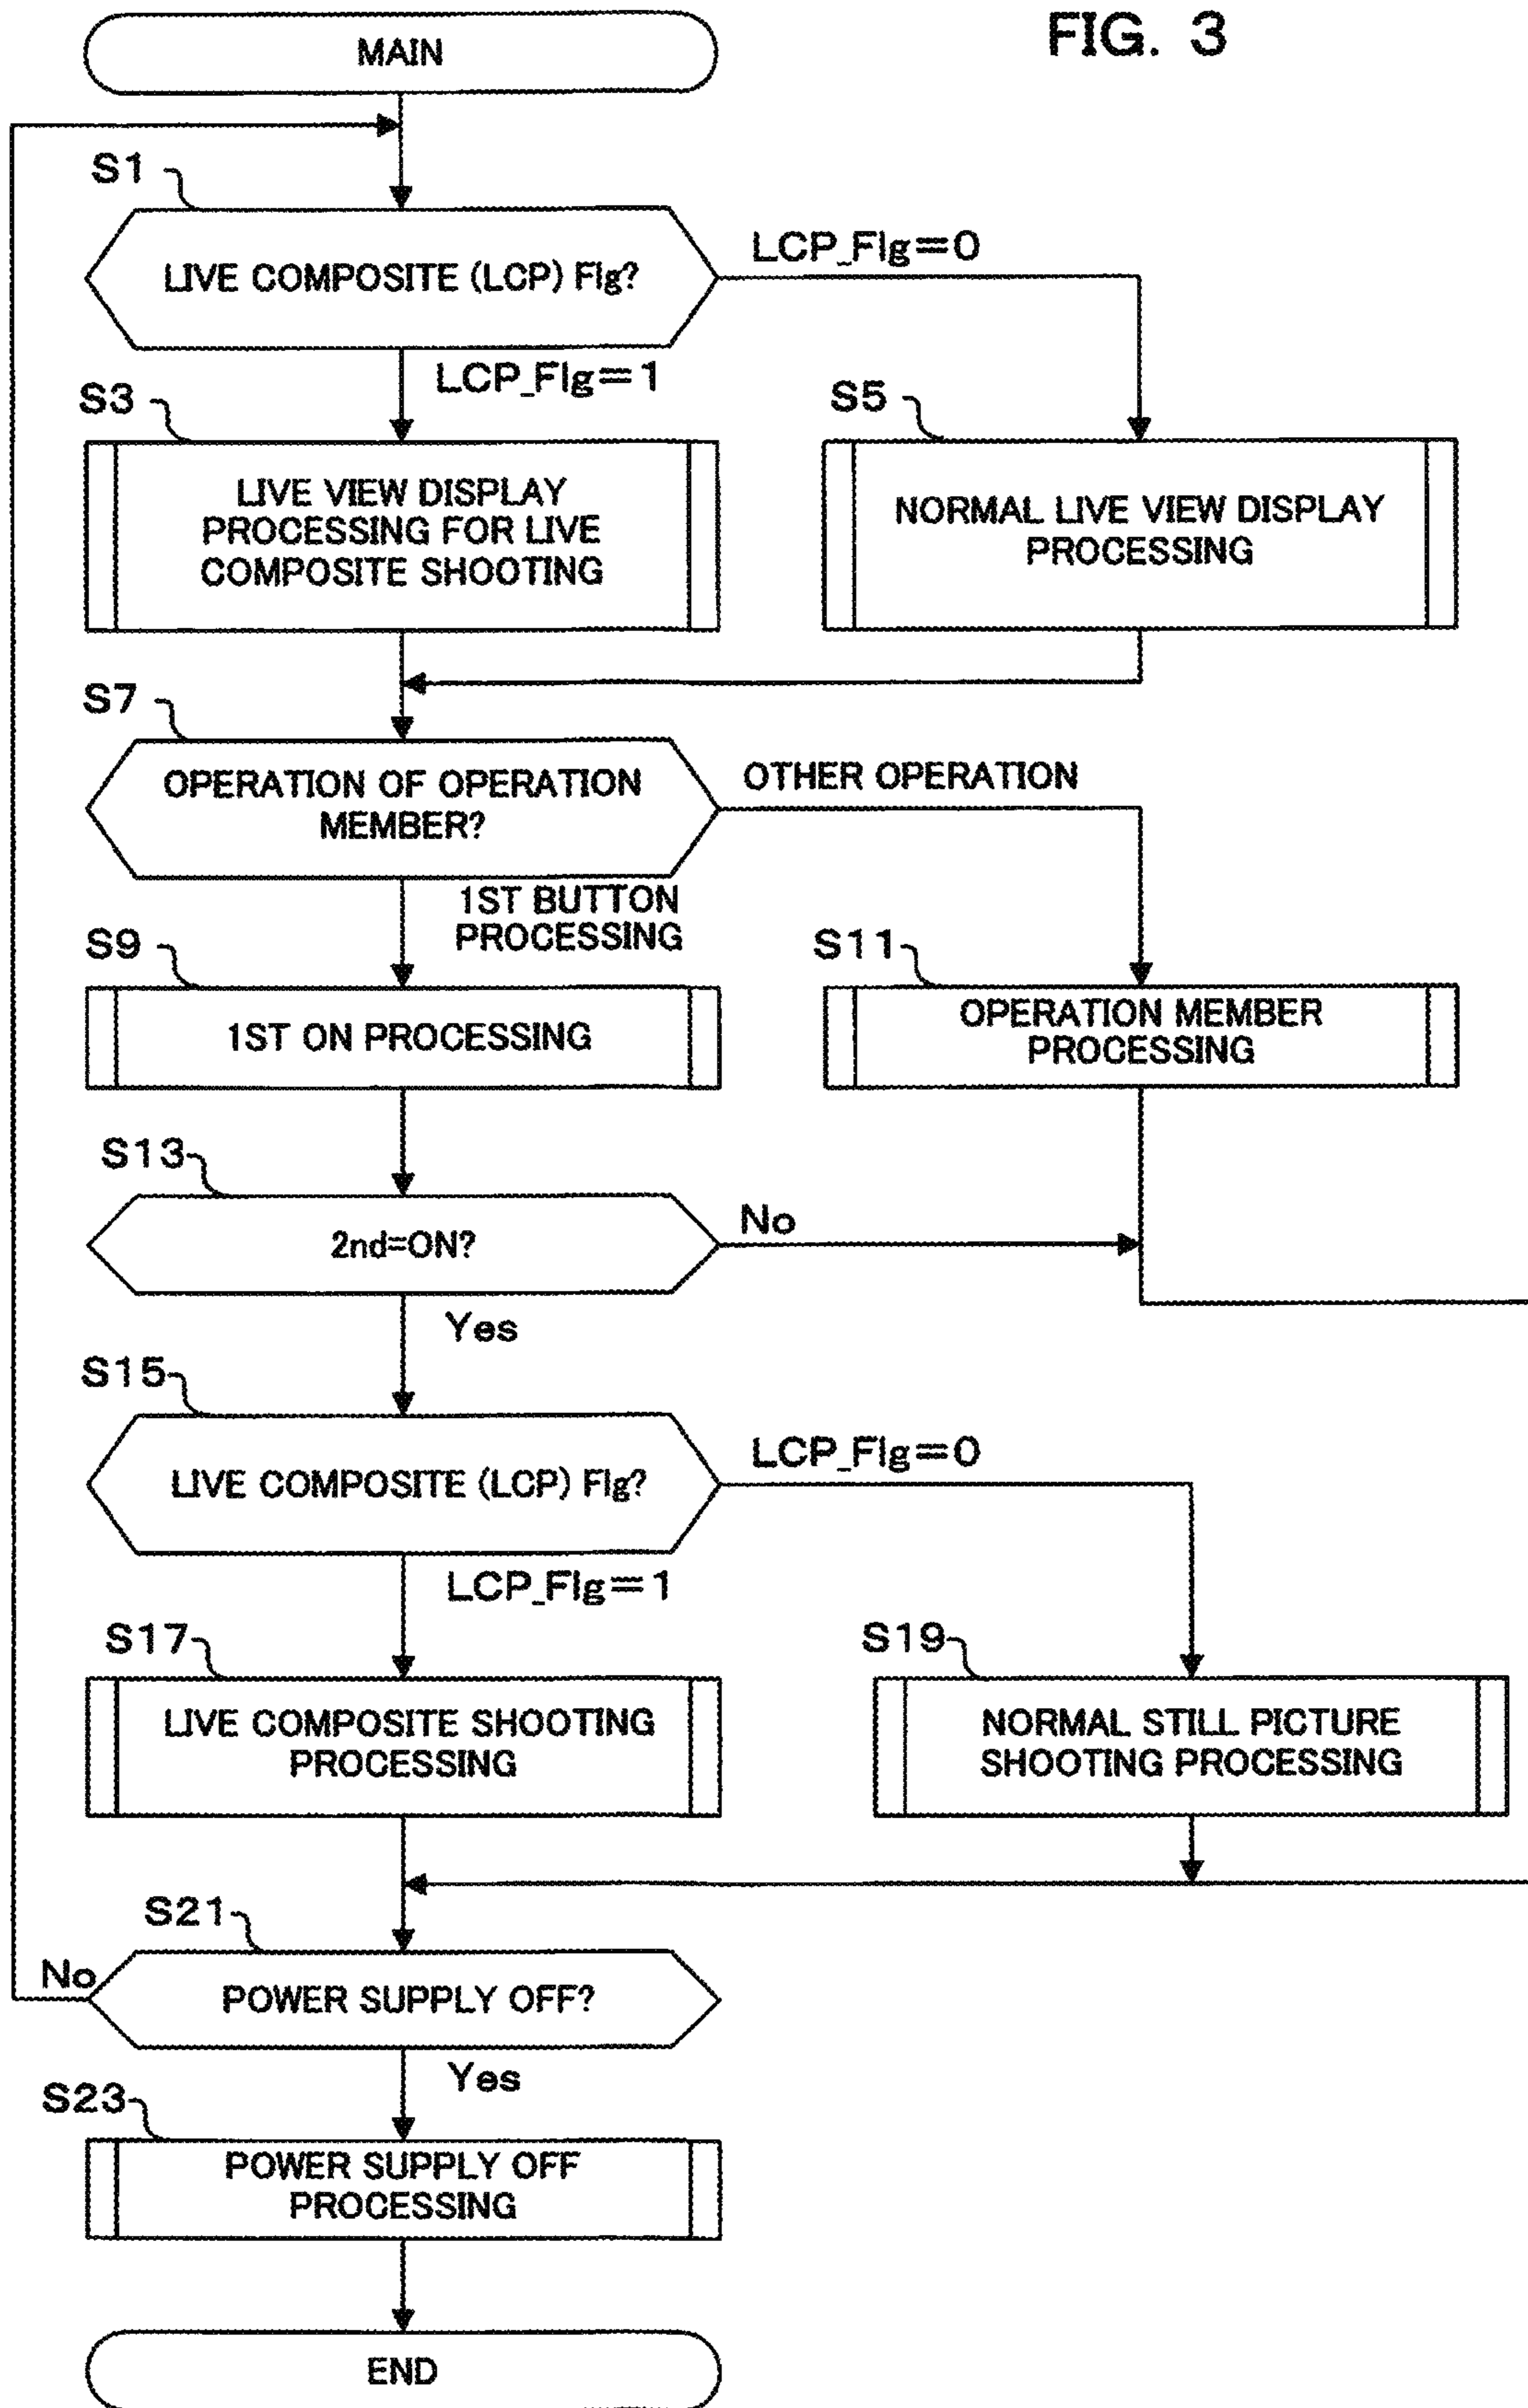 FIG. 3
MAIN
S1
LIVE COMPOSITE (LCP) Flg?
LCP_Flg=0
LCP_Flg=1
S3
LIVE VIEW DISPLAY
PROCESSING FOR LIVE
COMPOSITE SHOOTING
S5
NORMAL LIVE VIEW DISPLAY
PROCESSING
S7
OPERATION OF OPERATION
MEMBER?
OTHER OPERATION
1ST BUTTON
PROCESSING
S9
1ST ON PROCESSING
S11
OPERATION MEMBER
PROCESSING
S13
2nd=ON?
No
Yes
S15
LIVE COMPOSITE (LCP) Flg?
LCP_Flg=0
LCP_Flg=1
S17
LIVE COMPOSITE SHOOTING
PROCESSING
S19
NORMAL STILL PICTURE
SHOOTING PROCESSING
S21
No
POWER SUPPLY OFF?
Yes
S23
POWER SUPPLY OFF
PROCESSING
END